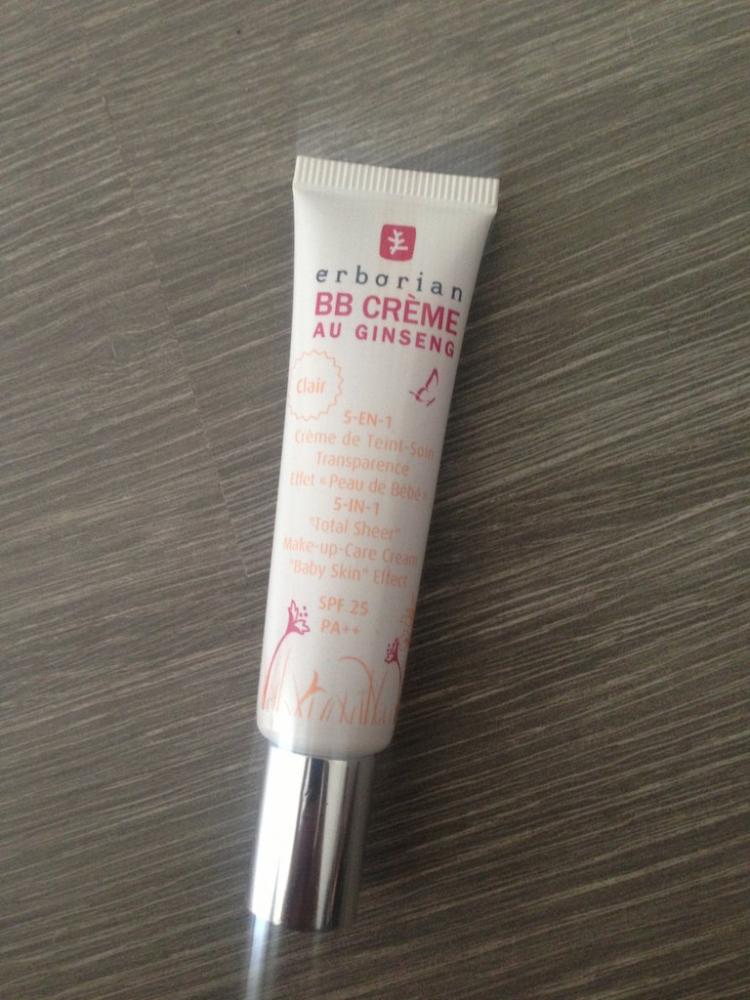 erborian
BB CRÈME
AU GINSENG
Clair
5-EN-1
Crème de Teint-Soin
Transparence
Effet «Peau de Bébé»
5-IN-1
"Total Sheer"
Make-up-Care Cream
"Baby Skin" Effect
SPF 25
PA++